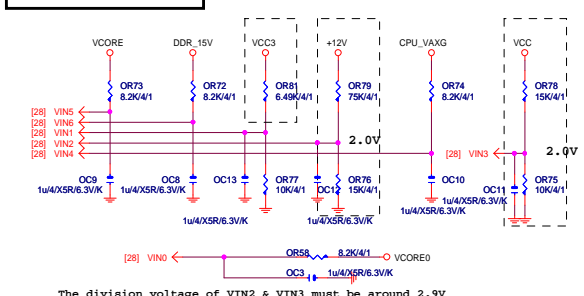 VCORE DDR_15V VCC3 +12V CPU_VAXG VCC
OR73 OR72 OR81 OR79 OR74 OR78
8.2K/4/1 8.2K/4/1 6.49K/4/1 75K/4/1 8.2K/4/1 15K/4/1
[28] VIN5
[28] VIN6
[28] VIN1
[28] VIN2
[28] VIN4
2.0V
[28] VIN3
2.0V
OC9 OC8 OC13 OR77 OC12 OR76 OC10 OC11 OR75
1u/4/X5R/6.3V/K 1u/4/X5R/6.3V/K 10K/4/1 15K/4/1 1u/4/X5R/6.3V/K 10K/4/1
1u/4/X5R/6.3V/K 1u/4/X5R/6.3V/K 1u/4/X5R/6.3V/K
[28] VIN0 OR58 8.2K/4/1 VCORE0
OC3 1u/4/X5R/6.3V/K
The division voltage of VIN2 & VIN3 must be around 2.9V